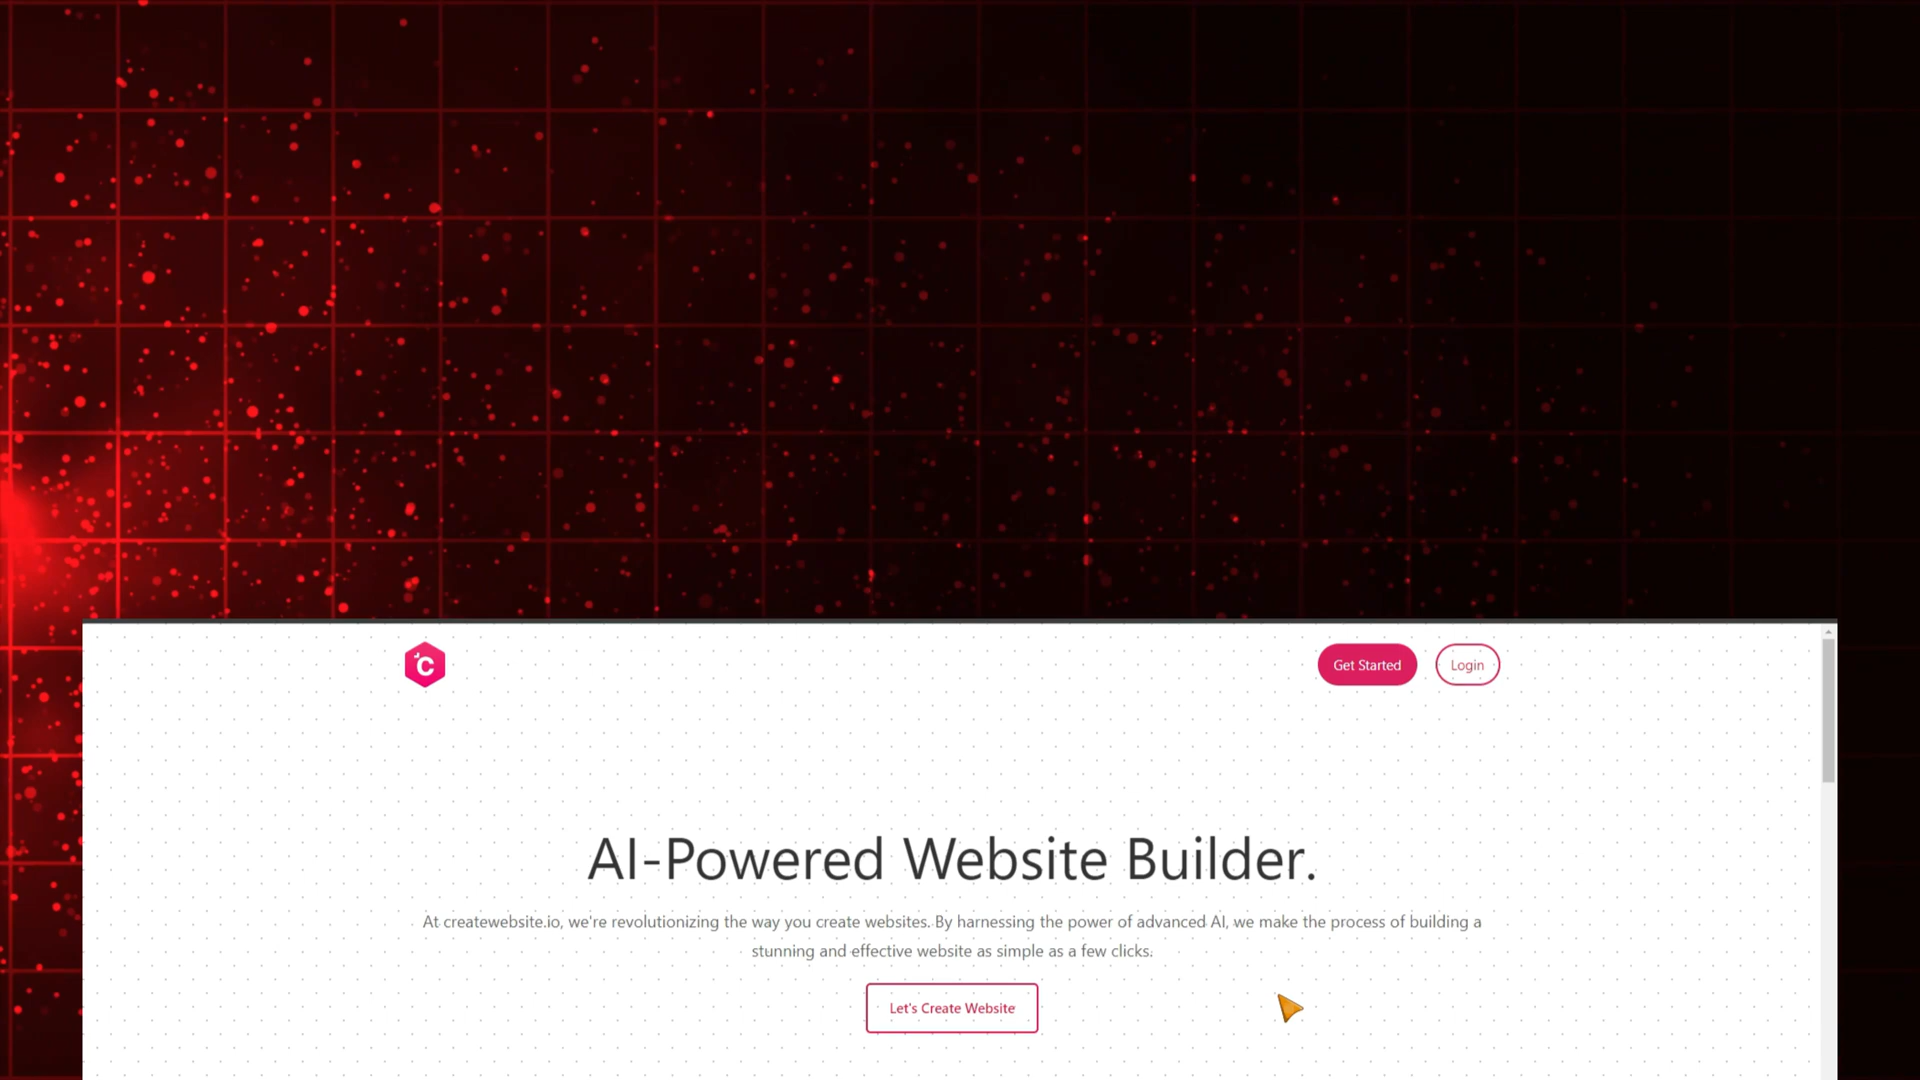 C
Get Started
Login
AI-Powered Website Builder.
At createwebsite.io, we're revolutionizing the way you create websites. By harnessing the power of advanced AI, we make the process of building a
stunning and effective website as simple as a few clicks.
Let's Create Website